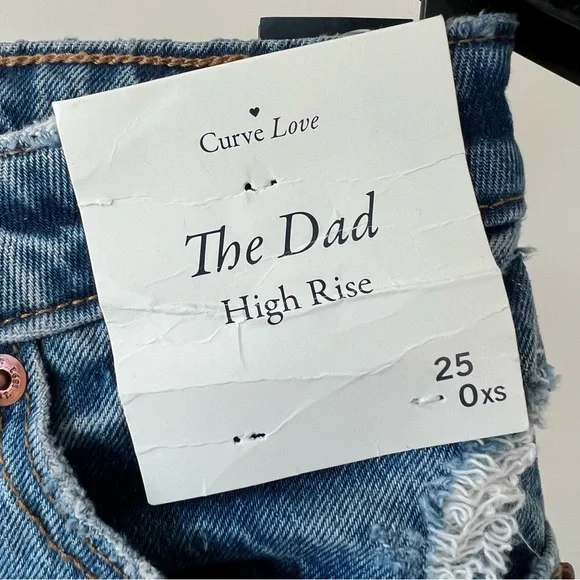 Curve Love
The Dad
High Rise
25
0xs